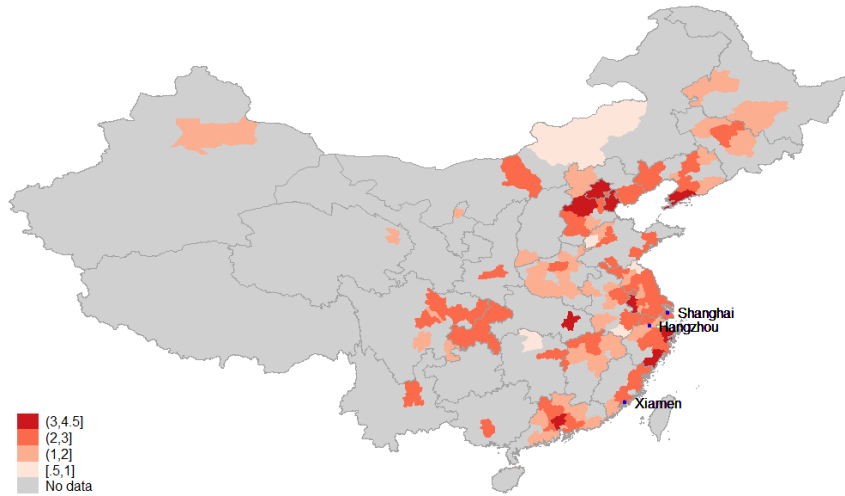 Shanghai
Hangzhou
Xiamen
(3,4.5]
(2,3]
(1,2]
[.5,1]
No data